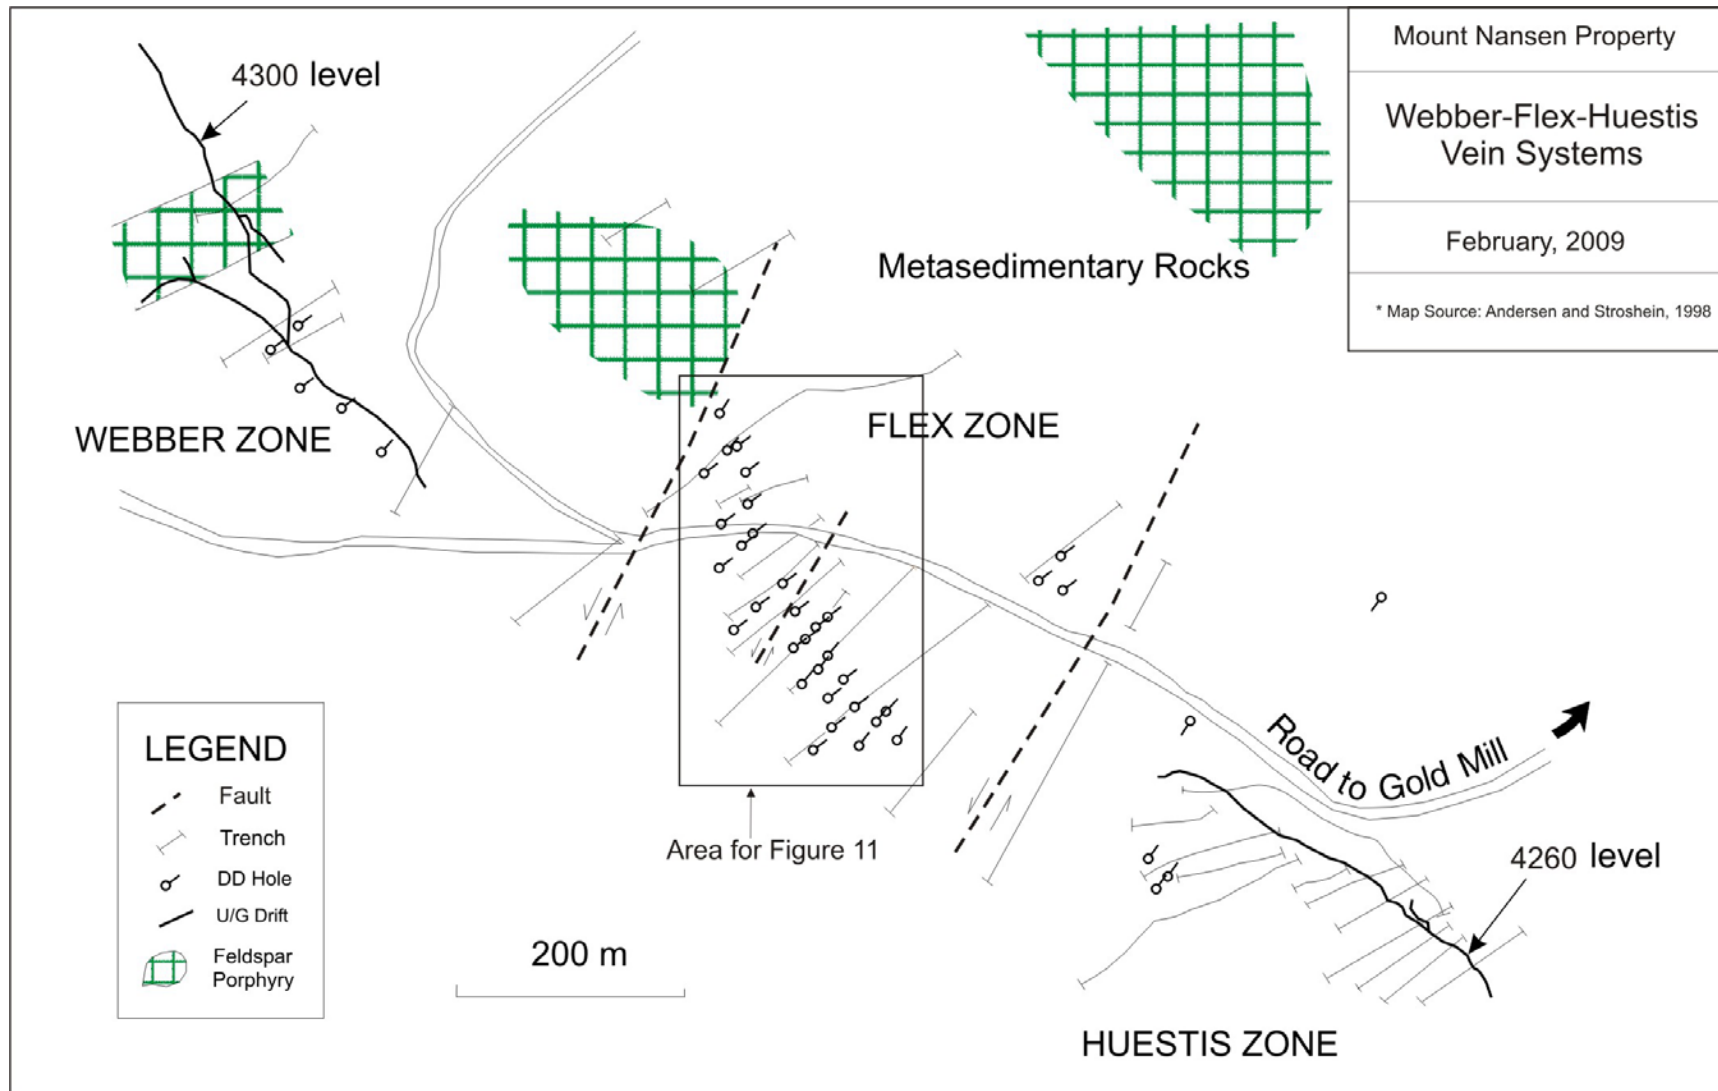 4300 level
Mount Nansen Property
Webber-Flex-Huestis
Vein Systems
February, 2009
* Map Source: Andersen and Stroshein, 1998
Metasedimentary Rocks
WEBBER ZONE
FLEX ZONE
Road to Gold Mill
LEGEND
Fault
Trench
DD Hole
U/G Drift
Feldspar
Porphyry
Area for Figure 11
4260 level
200 m
HUESTIS ZONE